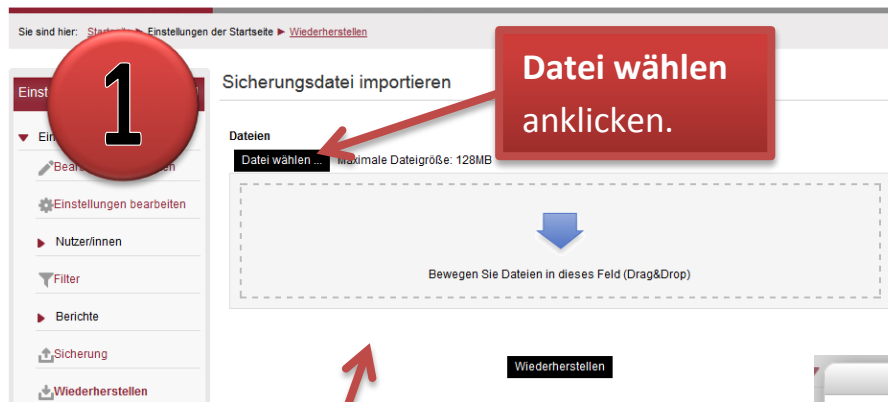 Sie sind hier: Startseite ► Einstellungen der Startseite ► Wiederherstellen
1
Einst
Sicherungsdatei importieren
Datei wählen
anklicken.
Dateien
Datei wählen ... Maximale Dateigröße: 128MB
Bewegen Sie Dateien in dieses Feld (Drag&Drop)
Wiederherstellen
Ein
Bear en
Einstellungen bearbeiten
Nutzer/innen
Filter
Berichte
Sicherung
Wiederherstellen